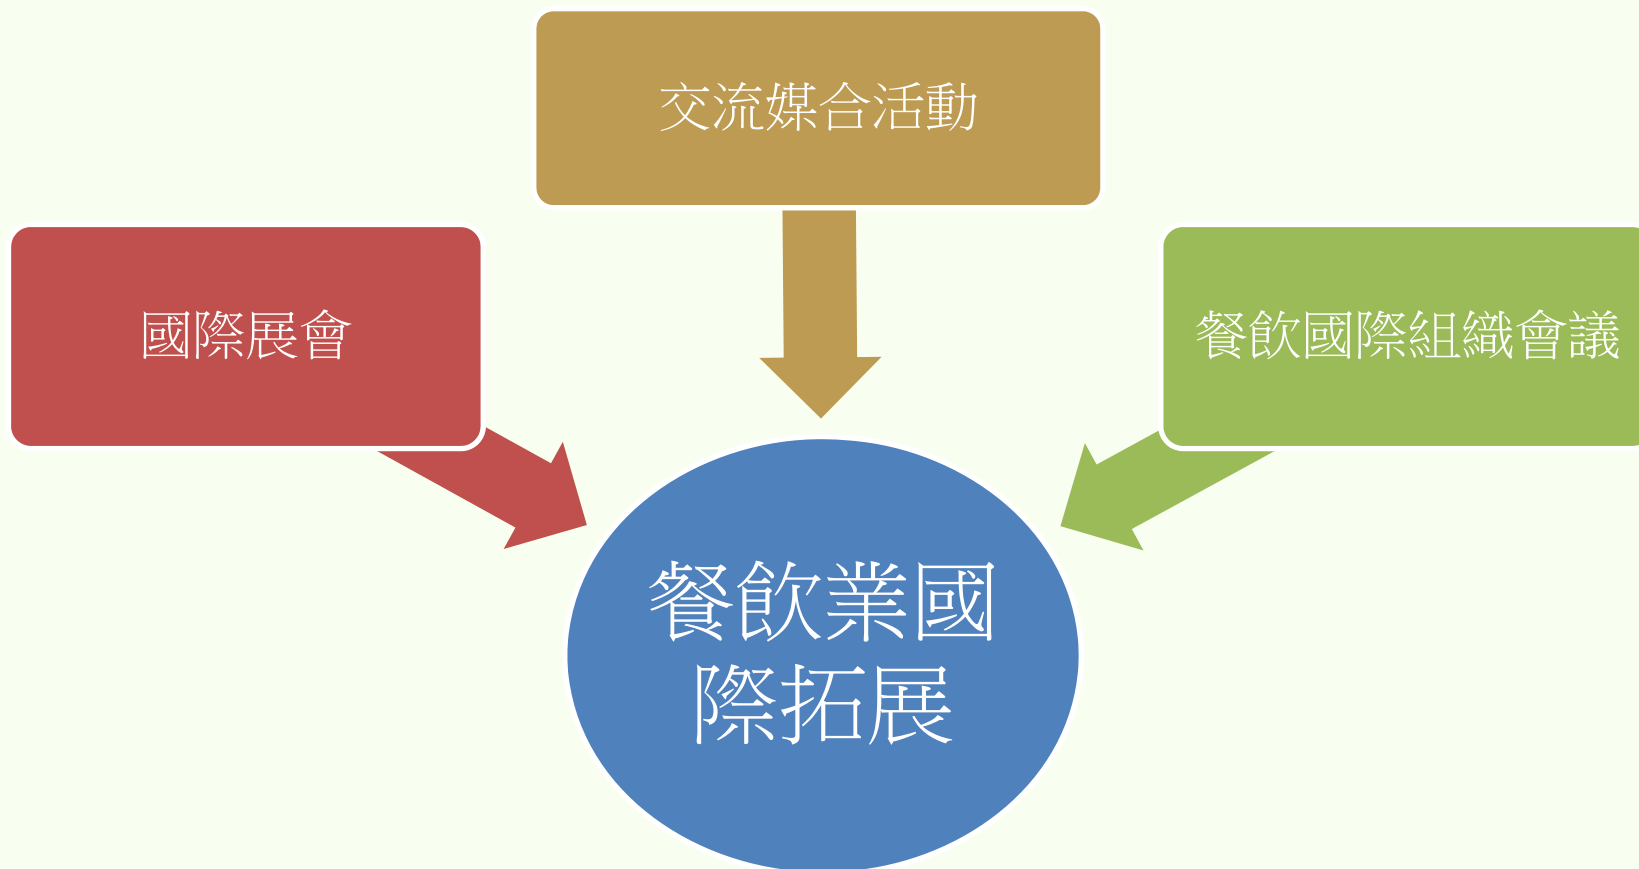 交流媒合活動
國際展會
餐飲國際組織會議
餐飲業國
際拓展